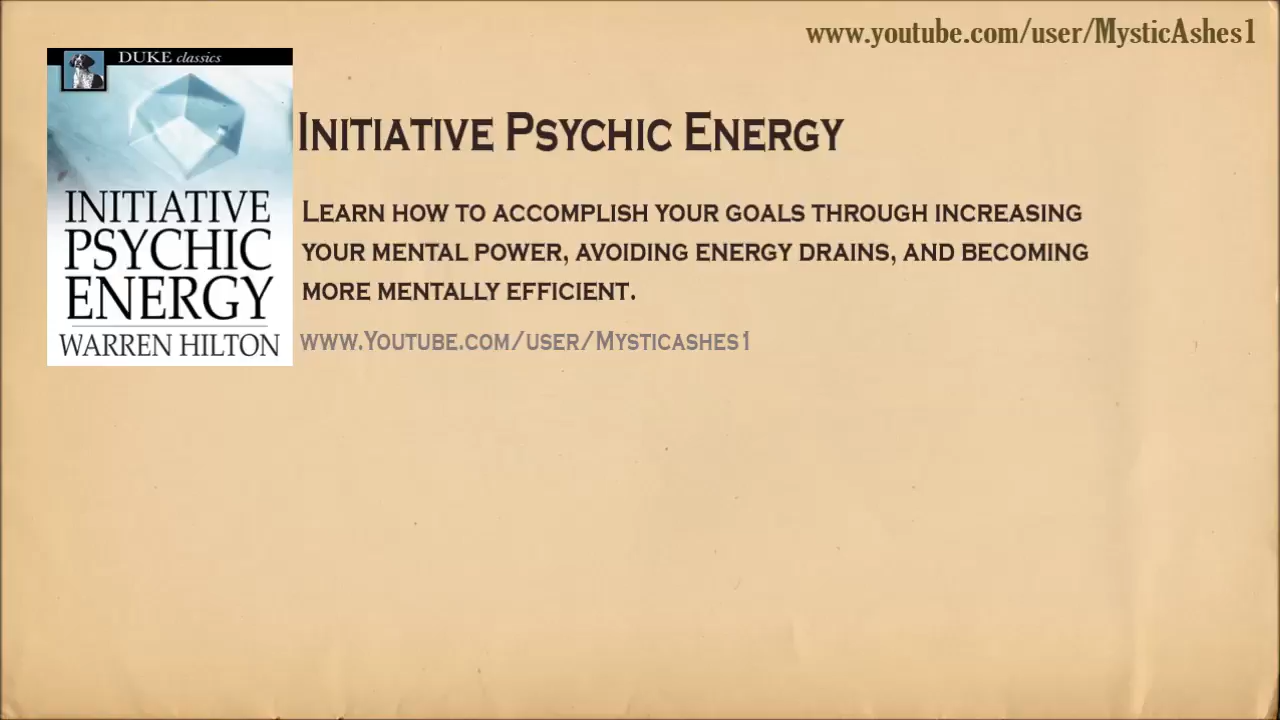 www.youtube.com/user/MysticAshes1
DUKE classics
INITIATIVE
PSYCHIC
ENERGY
WARREN HILTON
Initiative Psychic Energy
Learn how to accomplish your goals through increasing
your mental power, avoiding energy drains, and becoming
more mentally efficient.
www.Youtube.com/user/Mysticashes1